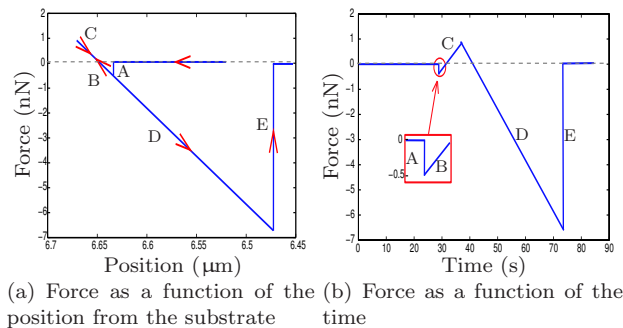 2
1
0
−1
−2
−3
−4
−5
−6
−7
6.7
6.65
6.6
6.55
6.5
6.45
Force (nN)
Position (µm)
C
B
A
D
E
(a) Force as a function of the
position from the substrate
2
1
0
−1
−2
−3
−4
−5
−6
−7
0
10
20
30
40
50
60
70
80
90
Force (nN)
Time (s)
C
D
E
0
−0.5
A
B
(b) Force as a function of the
time